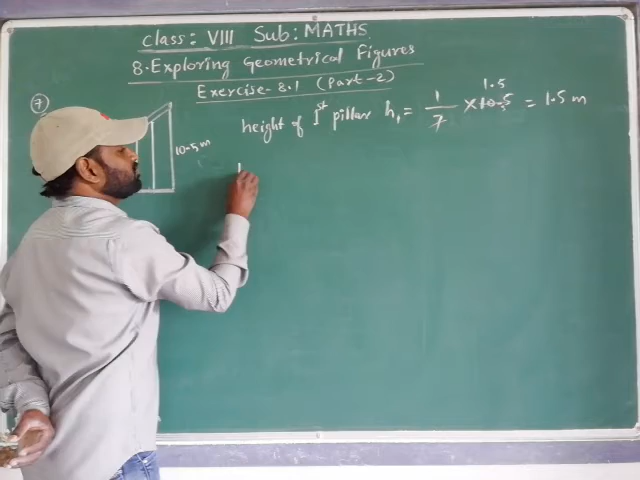 Class: VIII Sub: MATHS
8. Exploring Geometrical Figures
Exercise-8.1 (Part-2)
7
10.5 m
height of 1st pillar h1 = 1/7 × 10.5 1.5 = 1.5 m